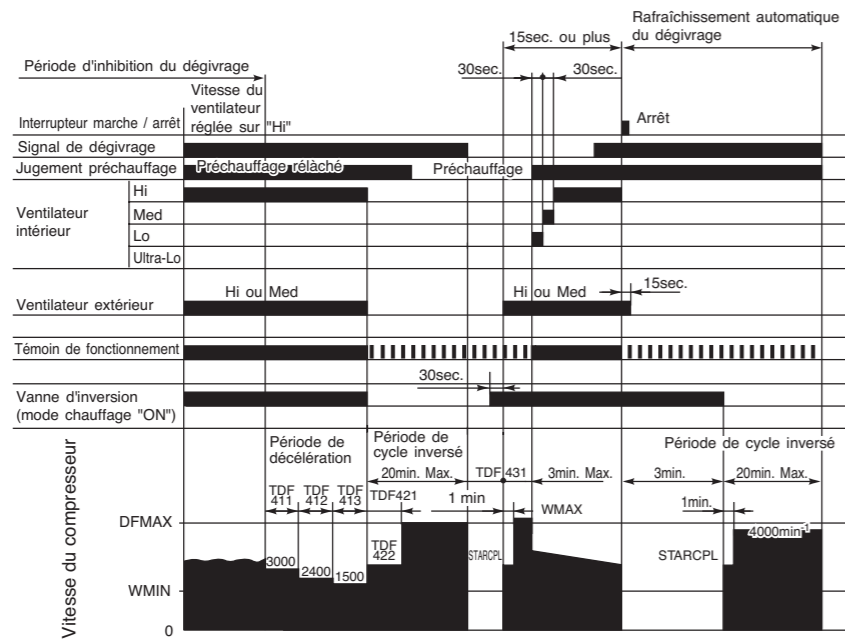 Rafraîchissement automatique
du dégivrage
15sec. ou plus
Période d'inhibition du dégivrage
30sec.
30sec.
Vitesse du
ventilateur
réglée sur "Hi"
Interrupteur marche / arrêt
Arrêt
Signal de dégivrage
Jugement préchauffage
Préchauffage rélàché
Préchauffage
Ventilateur
intérieur
Hi
Med
Lo
Ultra-Lo
Ventilateur extérieur
Hi ou Med
Hi ou Med
15sec.
Témoin de fonctionnement
30sec.
Vanne d'inversion
(mode chauffage "ON")
Période de
décélération
Période de
cycle inversé
Période de cycle inversé
20min. Max.
TDF 431
3min. Max.
3min.
20min. Max.
TDF
411
TDF
412
TDF
413
TDF421
1 min
WMAX
1min.
DFMAX
4000min-1
TDF
422
STARCPL
STARCPL
3000
2400
1500
WMIN
0
Vitesse du compresseur